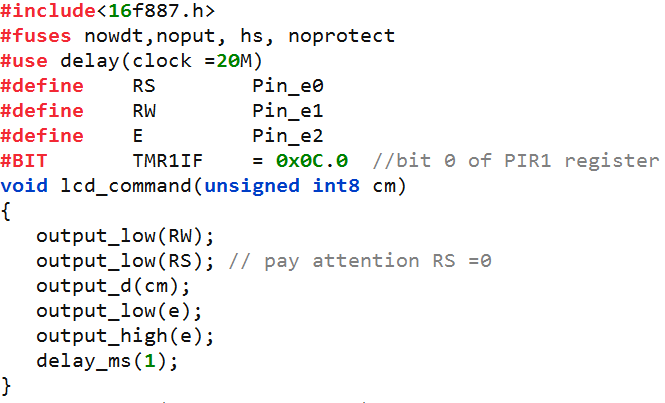 #include<16f887.h>
#fuses nowdt,noput, hs, noprotect
#use delay(clock =20M)
#define    RS        Pin_e0
#define    RW        Pin_e1
#define    E         Pin_e2
#BIT       TMR1IF    = 0x0C.0  //bit 0 of PIR1 register
void lcd_command(unsigned int8 cm)
{
   output_low(RW);
   output_low(RS); // pay attention RS =0
   output_d(cm);
   output_low(e);
   output_high(e);
   delay_ms(1);
}